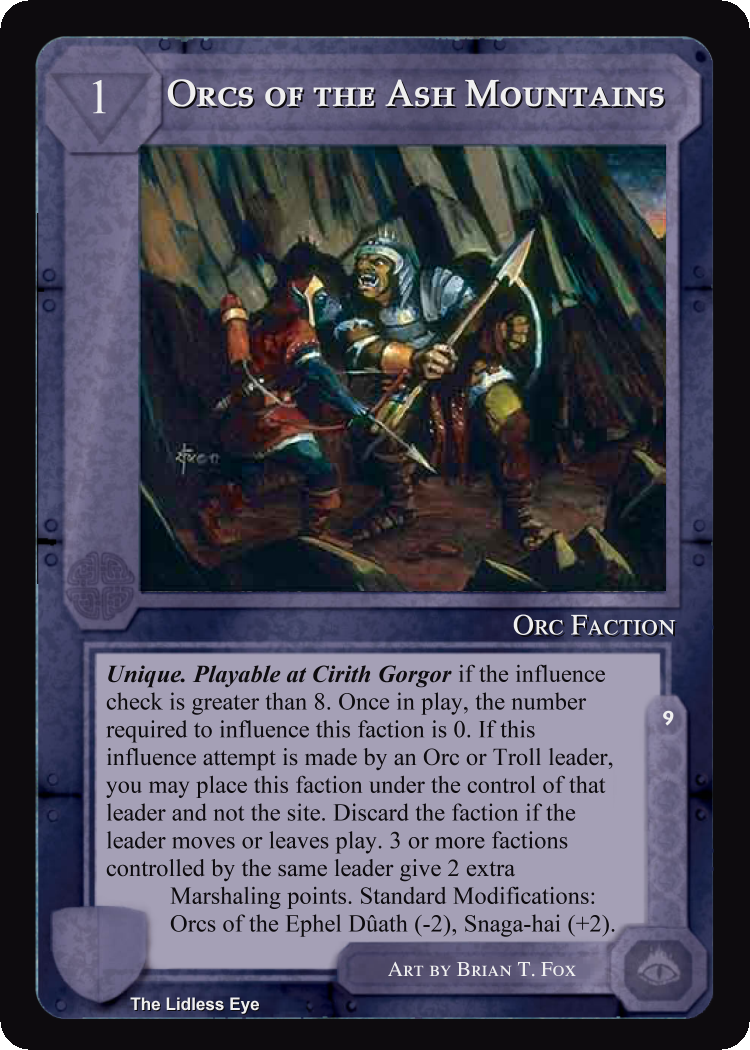 1
Orcs of the Ash Mountains
Orc Faction
Unique. Playable at Cirith Gorgor if the influence
check is greater than 8. Once in play, the number
required to influence this faction is 0. If this
influence attempt is made by an Orc or Troll leader,
you may place this faction under the control of that
leader and not the site. Discard the faction if the
leader moves or leaves play. 3 or more factions
controlled by the same leader give 2 extra
Marshaling points. Standard Modifications:
Orcs of the Ephel Dûath (-2), Snaga-hai (+2).
9
Art by Brian T. Fox
The Lidless Eye